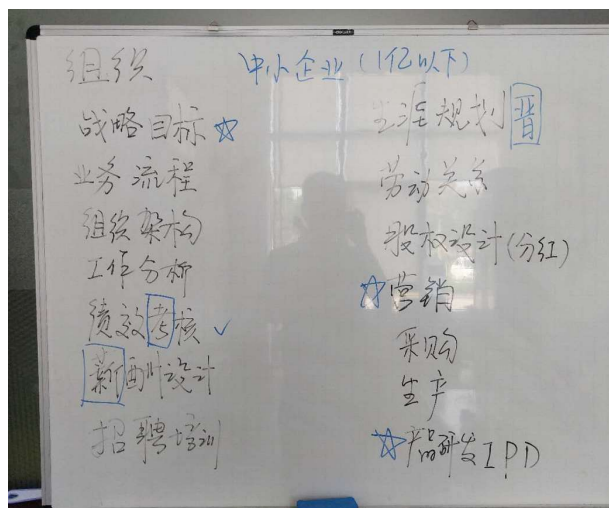 组织
中小企业(1亿以下)
战略目标☆
业务流程
组织架构
工作分析
绩效考核✓
薪酬设计
招聘培训
生涯规划 晋
劳动关系
股权设计(分红)
☆营销
采购
生产
☆产品研发IPD